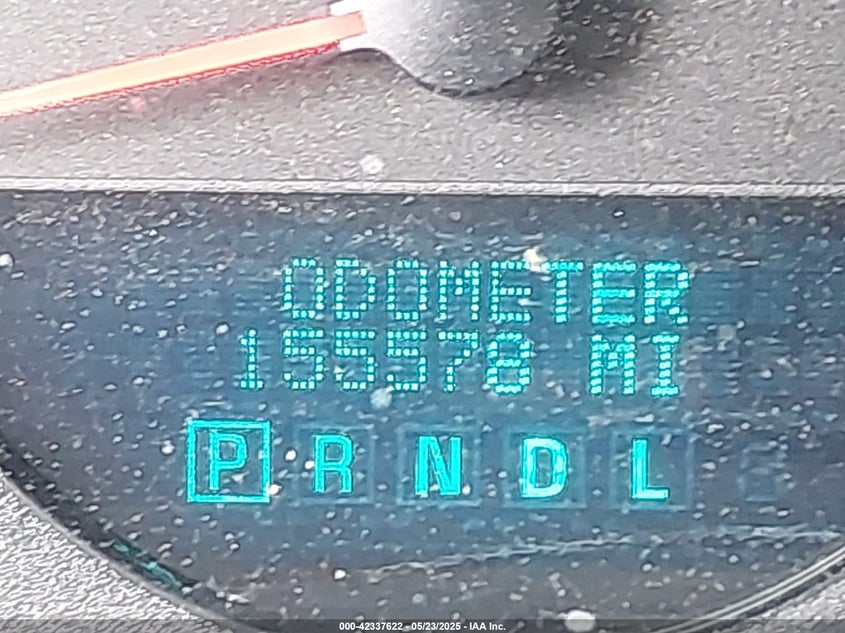 ODOMETER
155578 MI
P R N D L
000-42337622 - 05/23/2025 - IAA Inc.